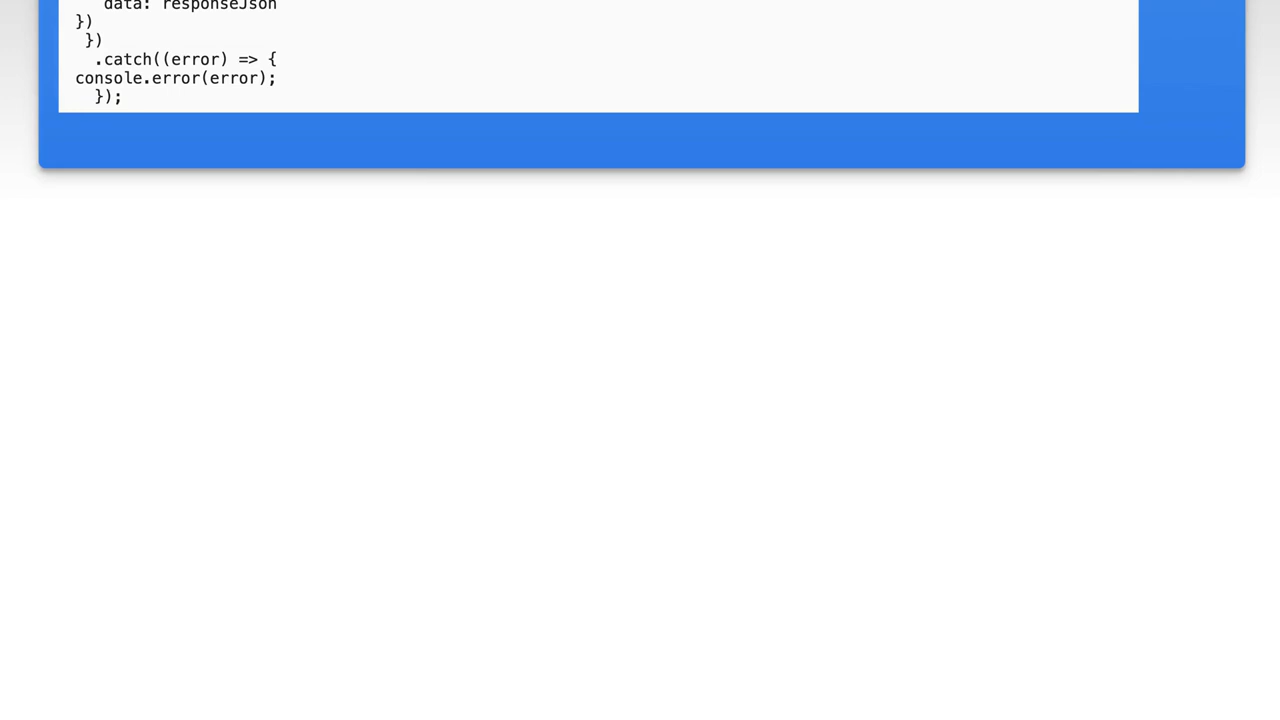 data: responseJson
})
})
.catch((error) => {
console.error(error);
});